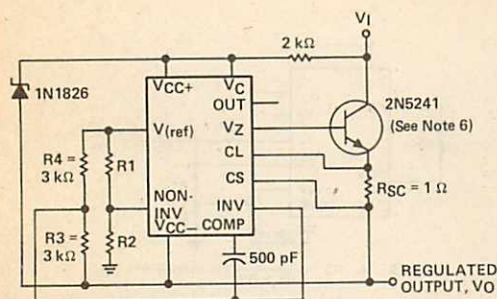 VI
2 kΩ
1N1826
VCC+
VC
OUT
V(ref)
VZ
2N5241
(See Note 6)
CL
R4 =
3 kΩ
R1
CS
RSC = 1 Ω
NON-
INV
INV
R3 =
3 kΩ
R2
VCC−
COMP
500 pF
REGULATED
OUTPUT, VO